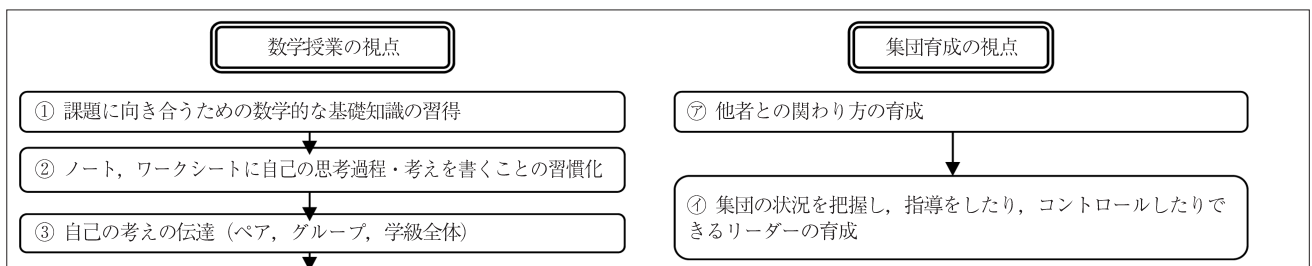 数学授業の視点
① 課題に向き合うための数学的な基礎知識の習得
② ノート，ワークシートに自己の思考過程・考えを書くことの習慣化
③ 自己の考えの伝達（ペア，グループ，学級全体）
集団育成の視点
㋐ 他者との関わり方の育成
㋑ 集団の状況を把握し，指導をしたり，コントロールしたりで
きるリーダーの育成